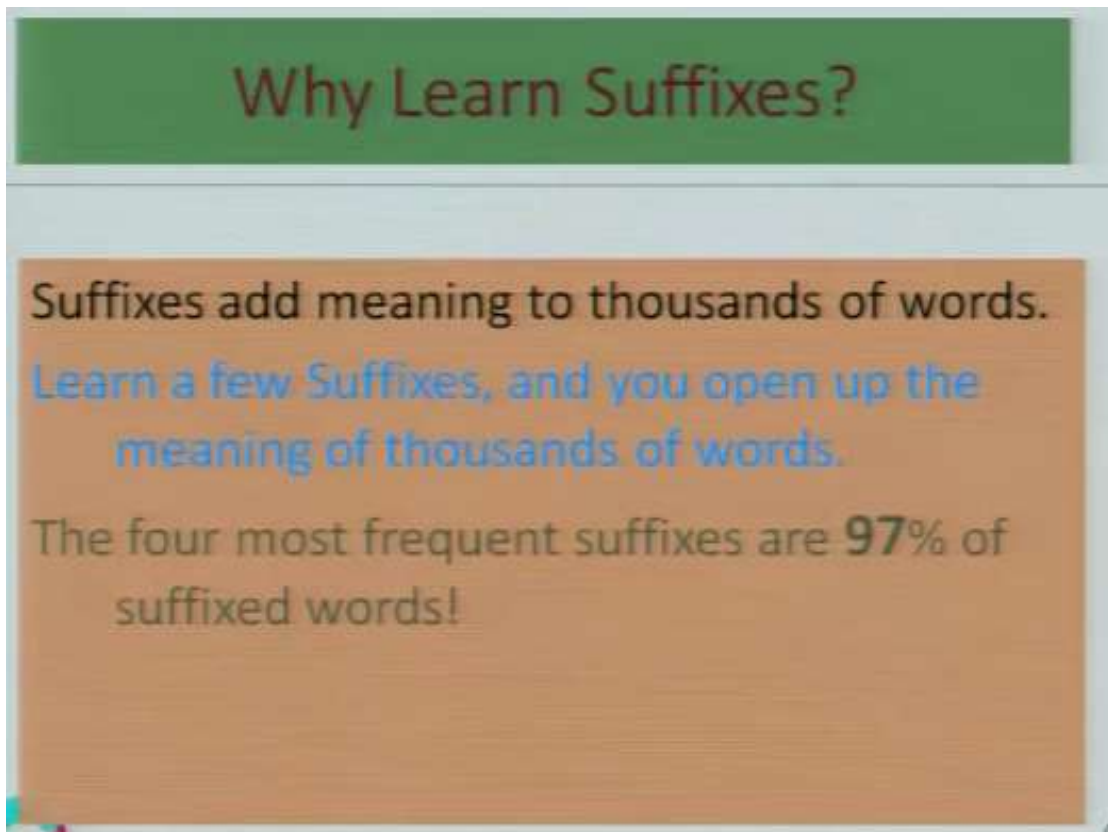 Why Learn Suffixes?
Suffixes add meaning to thousands of words.
Learn a few Suffixes, and you open up the
meaning of thousands of words.
The four most frequent suffixes are 97% of
suffixed words!